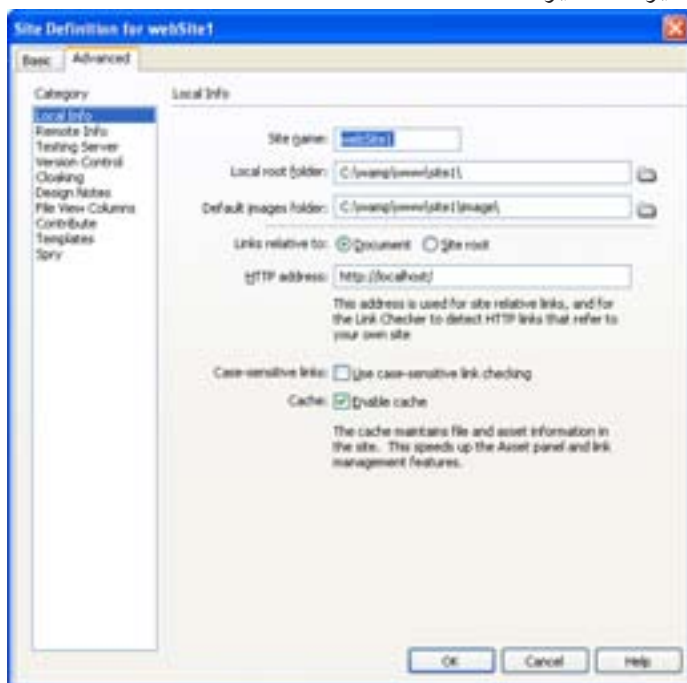 Site Definition for webSite1
Basic Advanced
Category
Local Info
Remote Info
Testing Server
Version Control
Cloaking
Design Notes
File View Columns
Contribute
Templates
Spry
Local Info
Site name: webSite1
Local root folder: C:\wamp\www\site1\
Default images folder: C:\wamp\www\site1\image\
Links relative to: Document Site root
HTTP address: http://localhost/
This address is used for site relative links, and for
the Link Checker to detect HTTP links that refer to
your own site
Case-sensitive links: Use case-sensitive link checking
Cache: Enable cache
The cache maintains file and asset information in
the site. This speeds up the Asset panel and link
management features.
OK Cancel Help